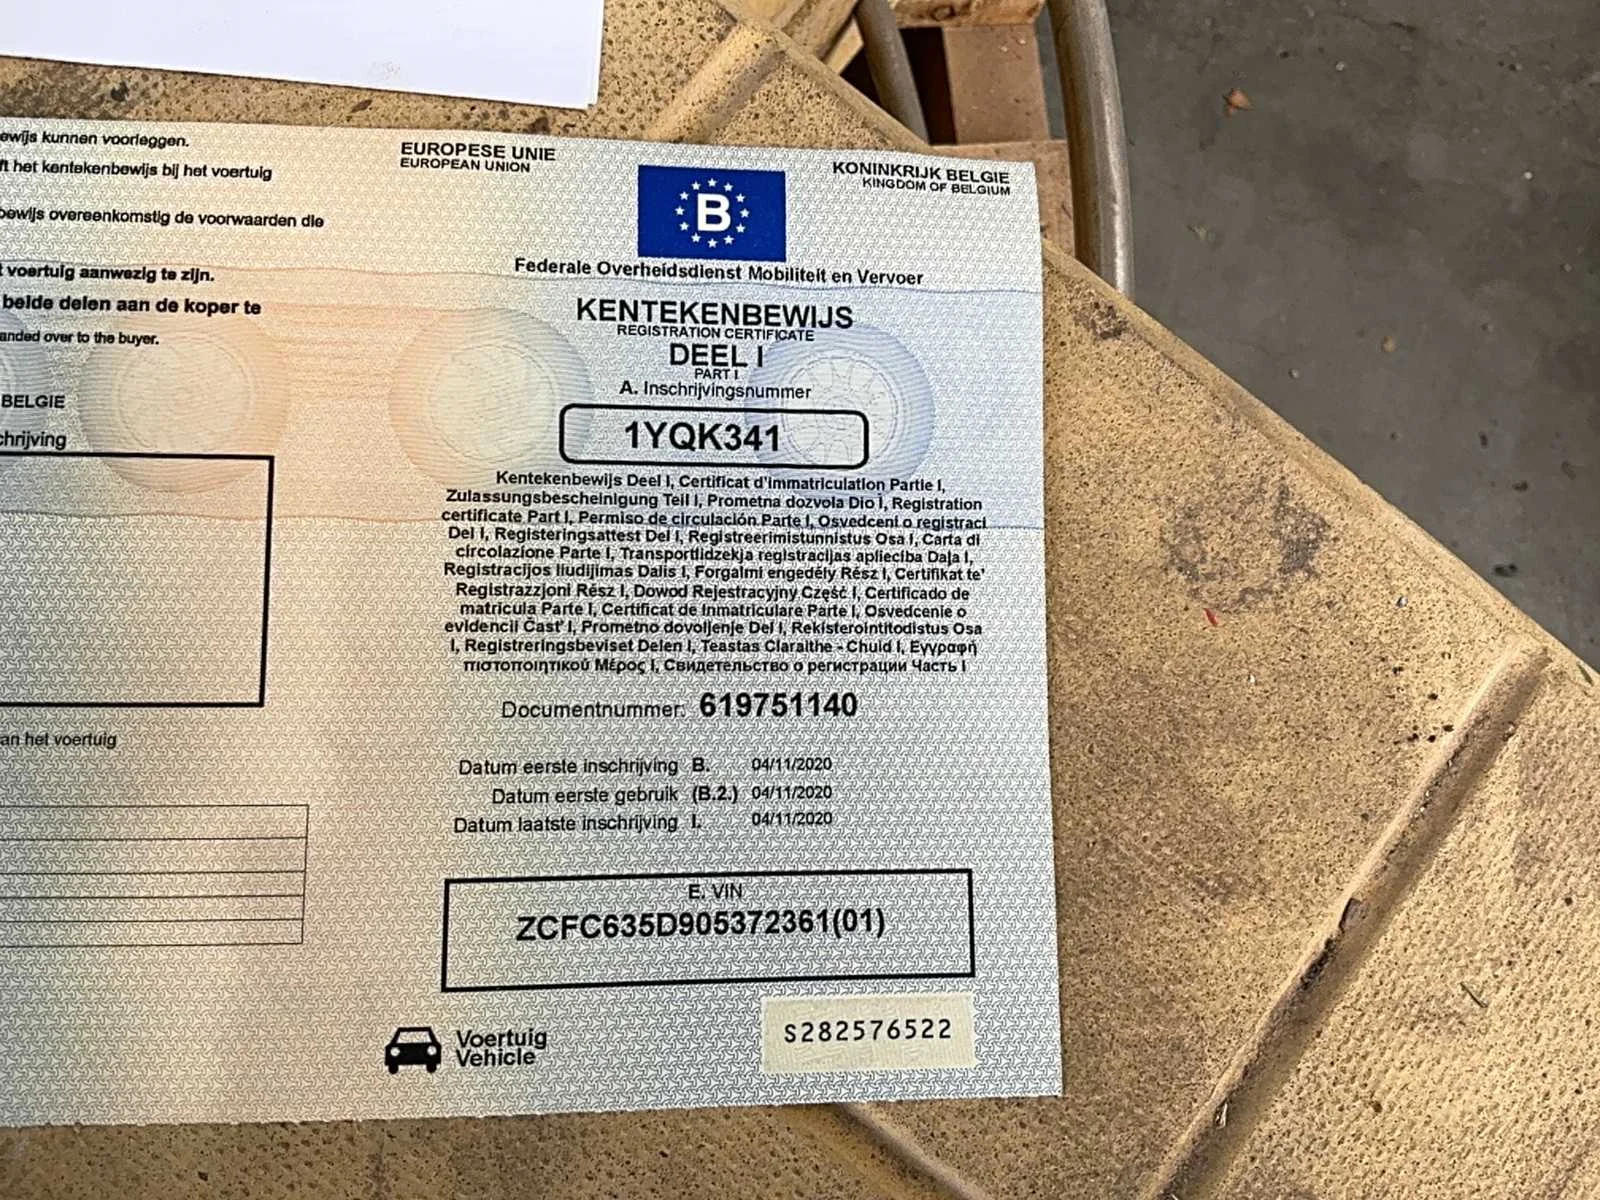 ewijs kunnen voorleggen.
ft het kentekenbewijs bij het voertuig
bewijs overeenkomstig de voorwaarden die
t voertuig aanwezig te zijn.
beide delen aan de koper te
anded over to the buyer.
BELGIE
chrijving
an het voertuig
EUROPESE UNIE
EUROPEAN UNION
B
KONINKRIJK BELGIE
KINGDOM OF BELGIUM
Federale Overheidsdienst Mobiliteit en Vervoer
KENTEKENBEWIJS
REGISTRATION CERTIFICATE
DEEL I
PART I
A. Inschrijvingsnummer
1YQK341
Kentekenbewijs Deel I, Certificat d'immatriculation Partie I,
Zulassungsbescheinigung Teil I, Prometna dozvola Dio I, Registration
certificate Part I, Permiso de circulación Parte I, Osvedceni o registraci
Del I, Registeringsattest Del I, Registreerimistunnistus Osa I, Carta di
circolazione Parte I, Transportlidzekja registracijas aplieciba Daļa I,
Registracijos liudijimas Dalis I, Forgalmi engedély Rész I, Certifikat te'
Registrazzjoni Rész I, Dowod Rejestracyjny Część I, Certificado de
matricula Parte I, Certificat de Inmatriculare Parte I, Osvedcenie o
evidencii Čast' I, Prometno dovoljenje Del I, Rekisterointitodistus Osa
I, Registreringsbeviset Delen I, Teastas Claraithe - Chuid I, Εγγραφή
πιστοποιητικού Μέρος I, Свидетельство о регистрации Часть I
Documentnummer: 619751140
Datum eerste inschrijving B. 04/11/2020
Datum eerste gebruik (B.2.) 04/11/2020
Datum laatste inschrijving I. 04/11/2020
E. VIN
ZCFC635D905372361(01)
Voertuig
Vehicle
S282576522